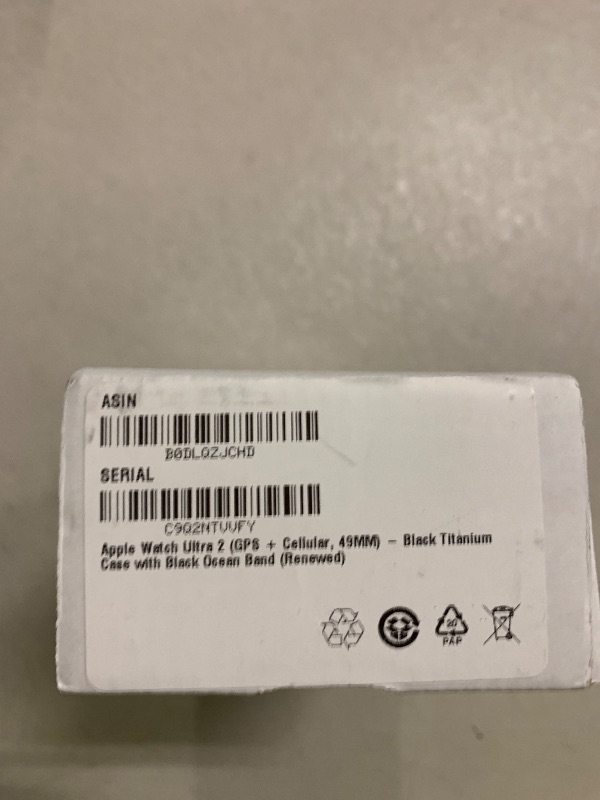 ASIN
B0DLQZJCHD
SERIAL
C9Q2NTVVFY
Apple Watch Ultra 2 (GPS + Cellular, 49MM) – Black Titanium
Case with Black Ocean Band (Renewed)
20
PAP